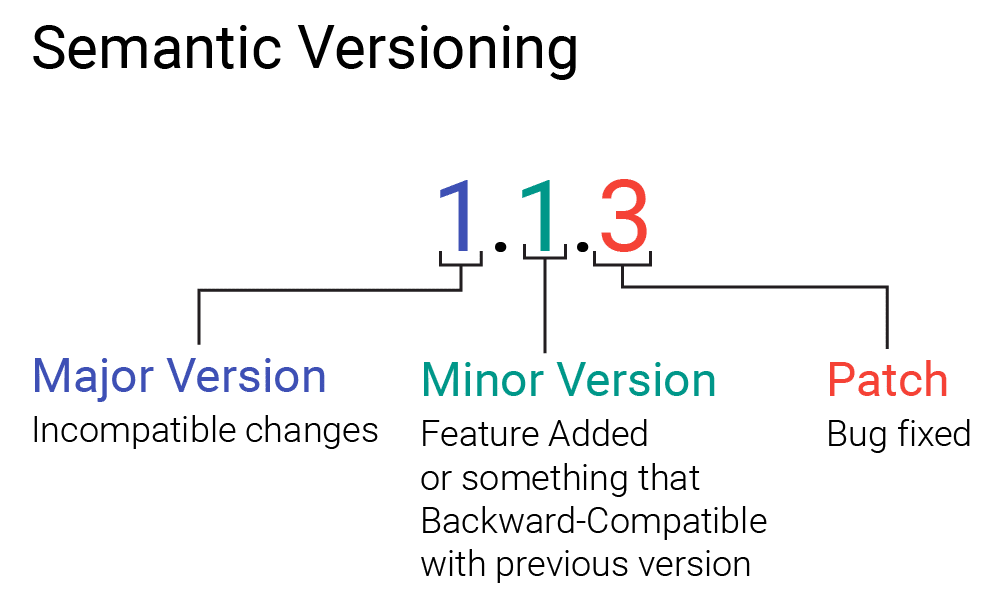 Semantic Versioning
1.1.3
Major Version
Incompatible changes
Minor Version
Feature Added
or something that
Backward-Compatible
with previous version
Patch
Bug fixed